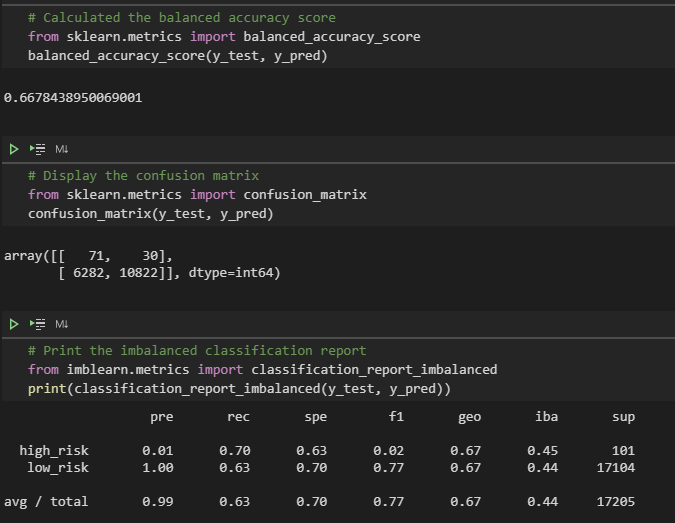 # Calculated the balanced accuracy score
from sklearn.metrics import balanced_accuracy_score
balanced_accuracy_score(y_test, y_pred)
0.6678438950069001
M↓
# Display the confusion matrix
from sklearn.metrics import confusion_matrix
confusion_matrix(y_test, y_pred)
array([[   71,    30],
       [ 6282, 10822]], dtype=int64)
M↓
# Print the imbalanced classification report
from imblearn.metrics import classification_report_imbalanced
print(classification_report_imbalanced(y_test, y_pred))
pre rec spe f1 geo iba sup
high_risk 0.01 0.70 0.63 0.02 0.67 0.45 101
low_risk 1.00 0.63 0.70 0.77 0.67 0.44 17104
avg / total 0.99 0.63 0.70 0.77 0.67 0.44 17205